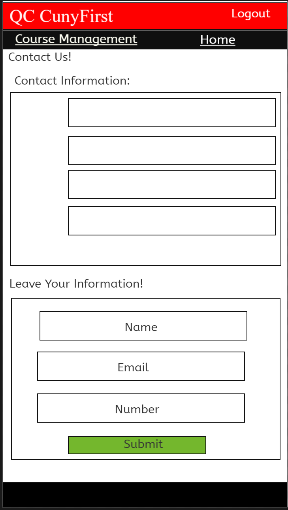 QC CunyFirst
Logout
Course Management
Home
Contact Us!
Contact Information:
Leave Your Information!
Name
Email
Number
Submit